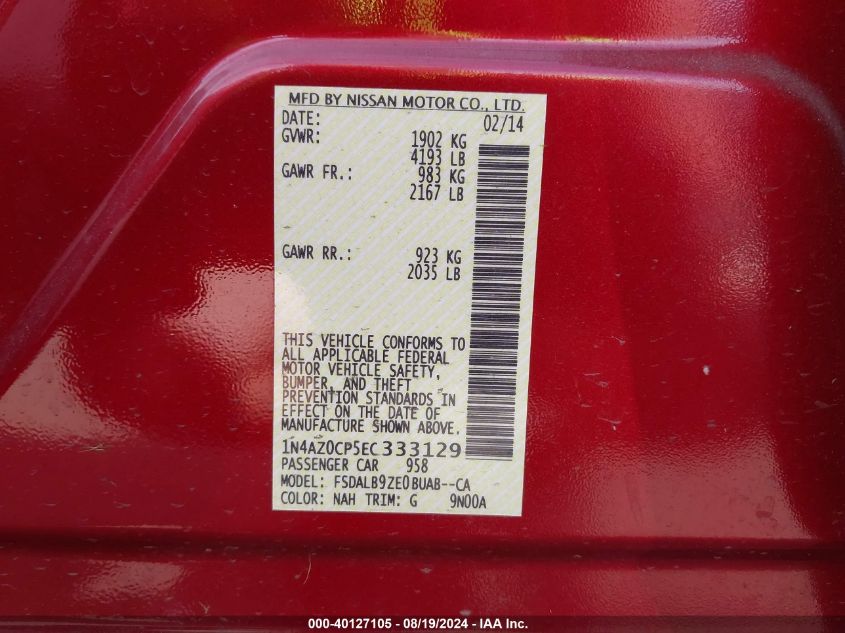 MFD BY NISSAN MOTOR CO., LTD.
DATE: 02/14
GVWR: 1902 KG
4193 LB
GAWR FR.: 983 KG
2167 LB
GAWR RR.: 923 KG
2035 LB
THIS VEHICLE CONFORMS TO
ALL APPLICABLE FEDERAL
MOTOR VEHICLE SAFETY,
BUMPER, AND THEFT
PREVENTION STANDARDS IN
EFFECT ON THE DATE OF
MANUFACTURE SHOWN ABOVE.
1N4AZ0CP5EC333129
PASSENGER CAR 958
MODEL: FSDALB9ZE0BUAB--CA
COLOR: NAH TRIM: G 9N00A
000-40127105 - 08/19/2024 - IAA Inc.